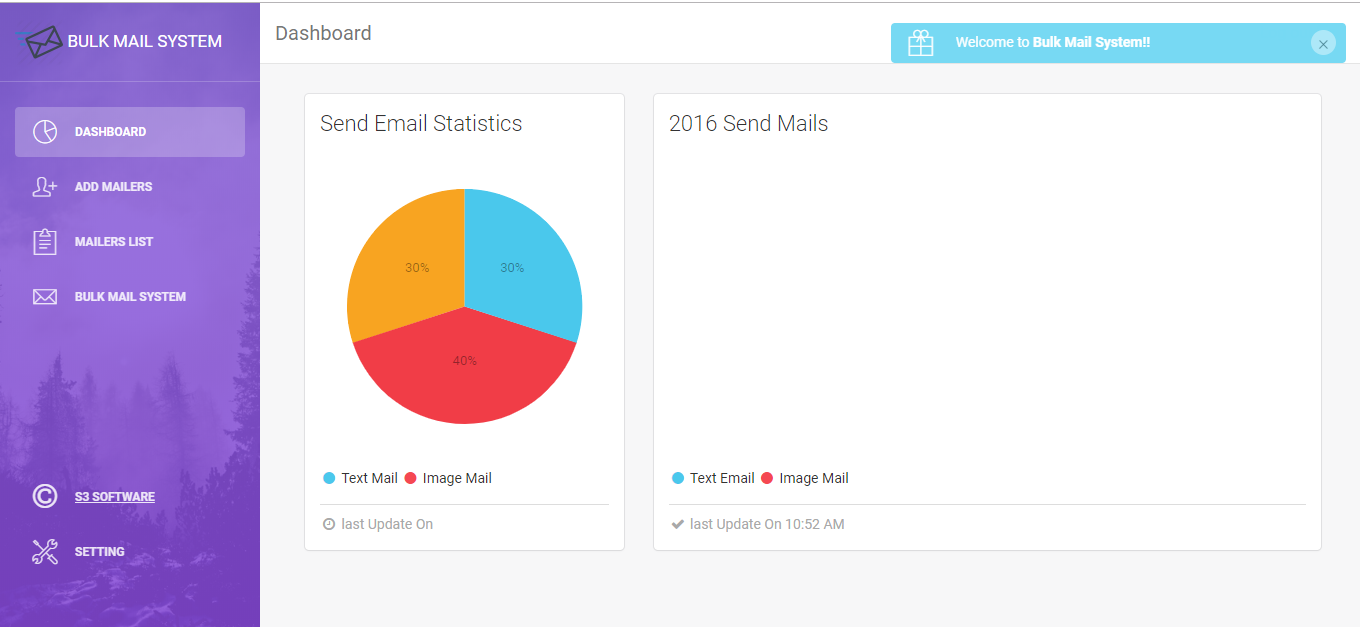 BULK MAIL SYSTEM
DASHBOARD
ADD MAILERS
MAILERS LIST
BULK MAIL SYSTEM
S3 SOFTWARE
SETTING
Dashboard
Welcome to Bulk Mail System!!
Send Email Statistics
30%
30%
40%
Text Mail Image Mail
last Update On
2016 Send Mails
Text Email Image Mail
last Update On 10:52 AM